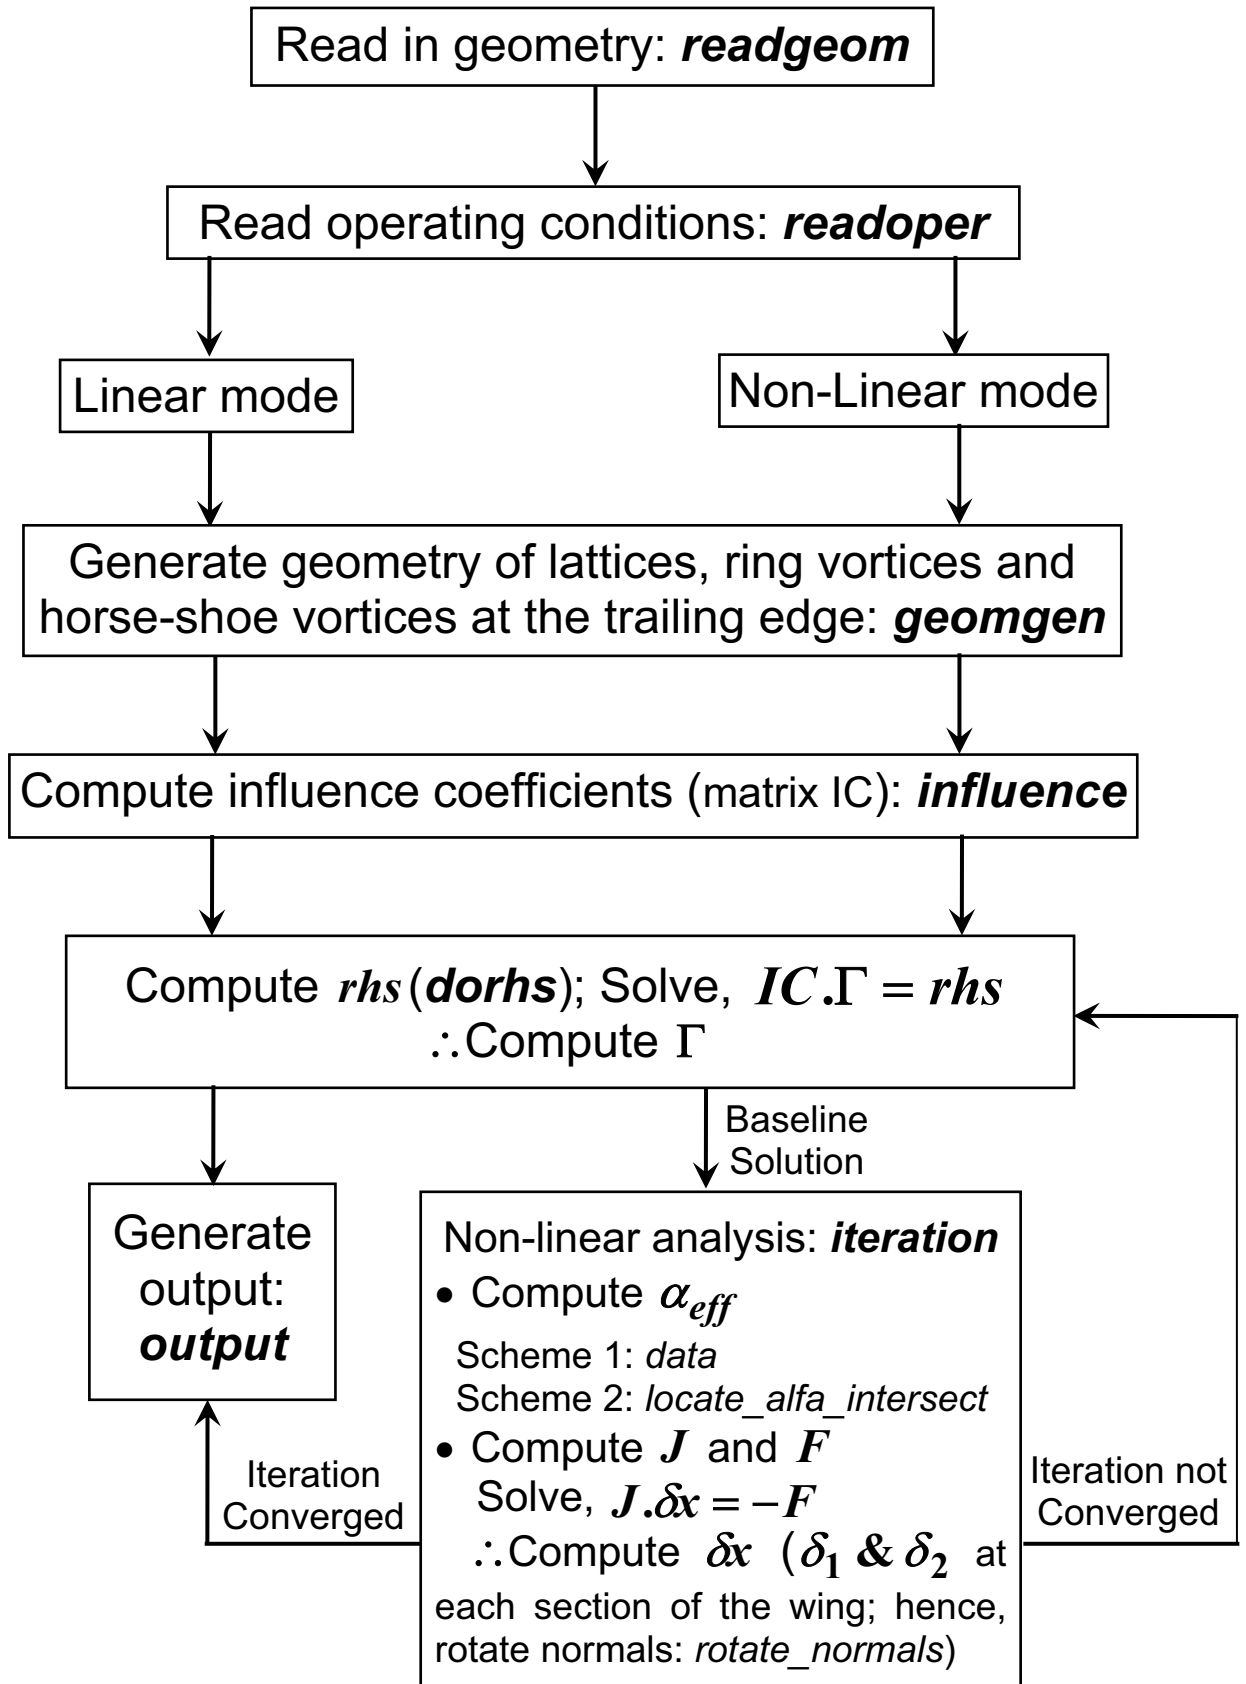 Read in geometry: readgeom
Read operating conditions: readoper
Linear mode
Non-Linear mode
Generate geometry of lattices, ring vortices and
horse-shoe vortices at the trailing edge: geomgen
Compute influence coefficients (matrix IC): influence
Compute rhs (dorhs); Solve, IC.Γ = rhs
∴Compute Γ
Baseline
Solution
Generate
output:
output
Non-linear analysis: iteration
• Compute α_eff
Scheme 1: data
Scheme 2: locate_alfa_intersect
• Compute J and F
Solve, J.δx = −F
∴Compute δx (δ₁ & δ₂ at
each section of the wing; hence,
rotate normals: rotate_normals)
Iteration
Converged
Iteration not
Converged